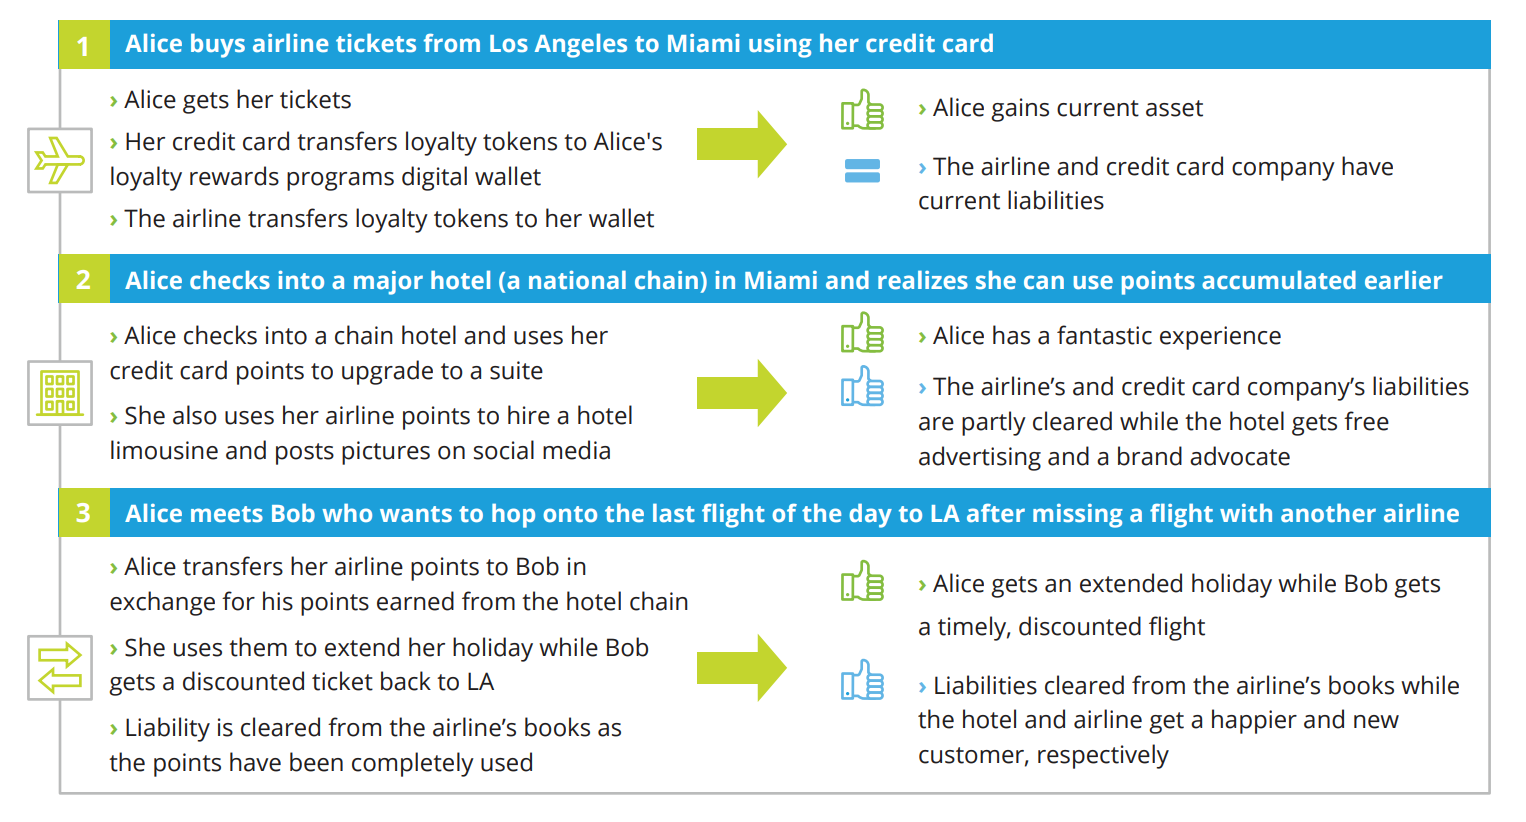 1 Alice buys airline tickets from Los Angeles to Miami using her credit card
› Alice gets her tickets
› Her credit card transfers loyalty tokens to Alice's
loyalty rewards programs digital wallet
› The airline transfers loyalty tokens to her wallet
› Alice gains current asset
› The airline and credit card company have
current liabilities
2 Alice checks into a major hotel (a national chain) in Miami and realizes she can use points accumulated earlier
› Alice checks into a chain hotel and uses her
credit card points to upgrade to a suite
› She also uses her airline points to hire a hotel
limousine and posts pictures on social media
› Alice has a fantastic experience
› The airline’s and credit card company’s liabilities
are partly cleared while the hotel gets free
advertising and a brand advocate
3 Alice meets Bob who wants to hop onto the last flight of the day to LA after missing a flight with another airline
› Alice transfers her airline points to Bob in
exchange for his points earned from the hotel chain
› She uses them to extend her holiday while Bob
gets a discounted ticket back to LA
› Liability is cleared from the airline’s books as
the points have been completely used
› Alice gets an extended holiday while Bob gets
a timely, discounted flight
› Liabilities cleared from the airline’s books while
the hotel and airline get a happier and new
customer, respectively